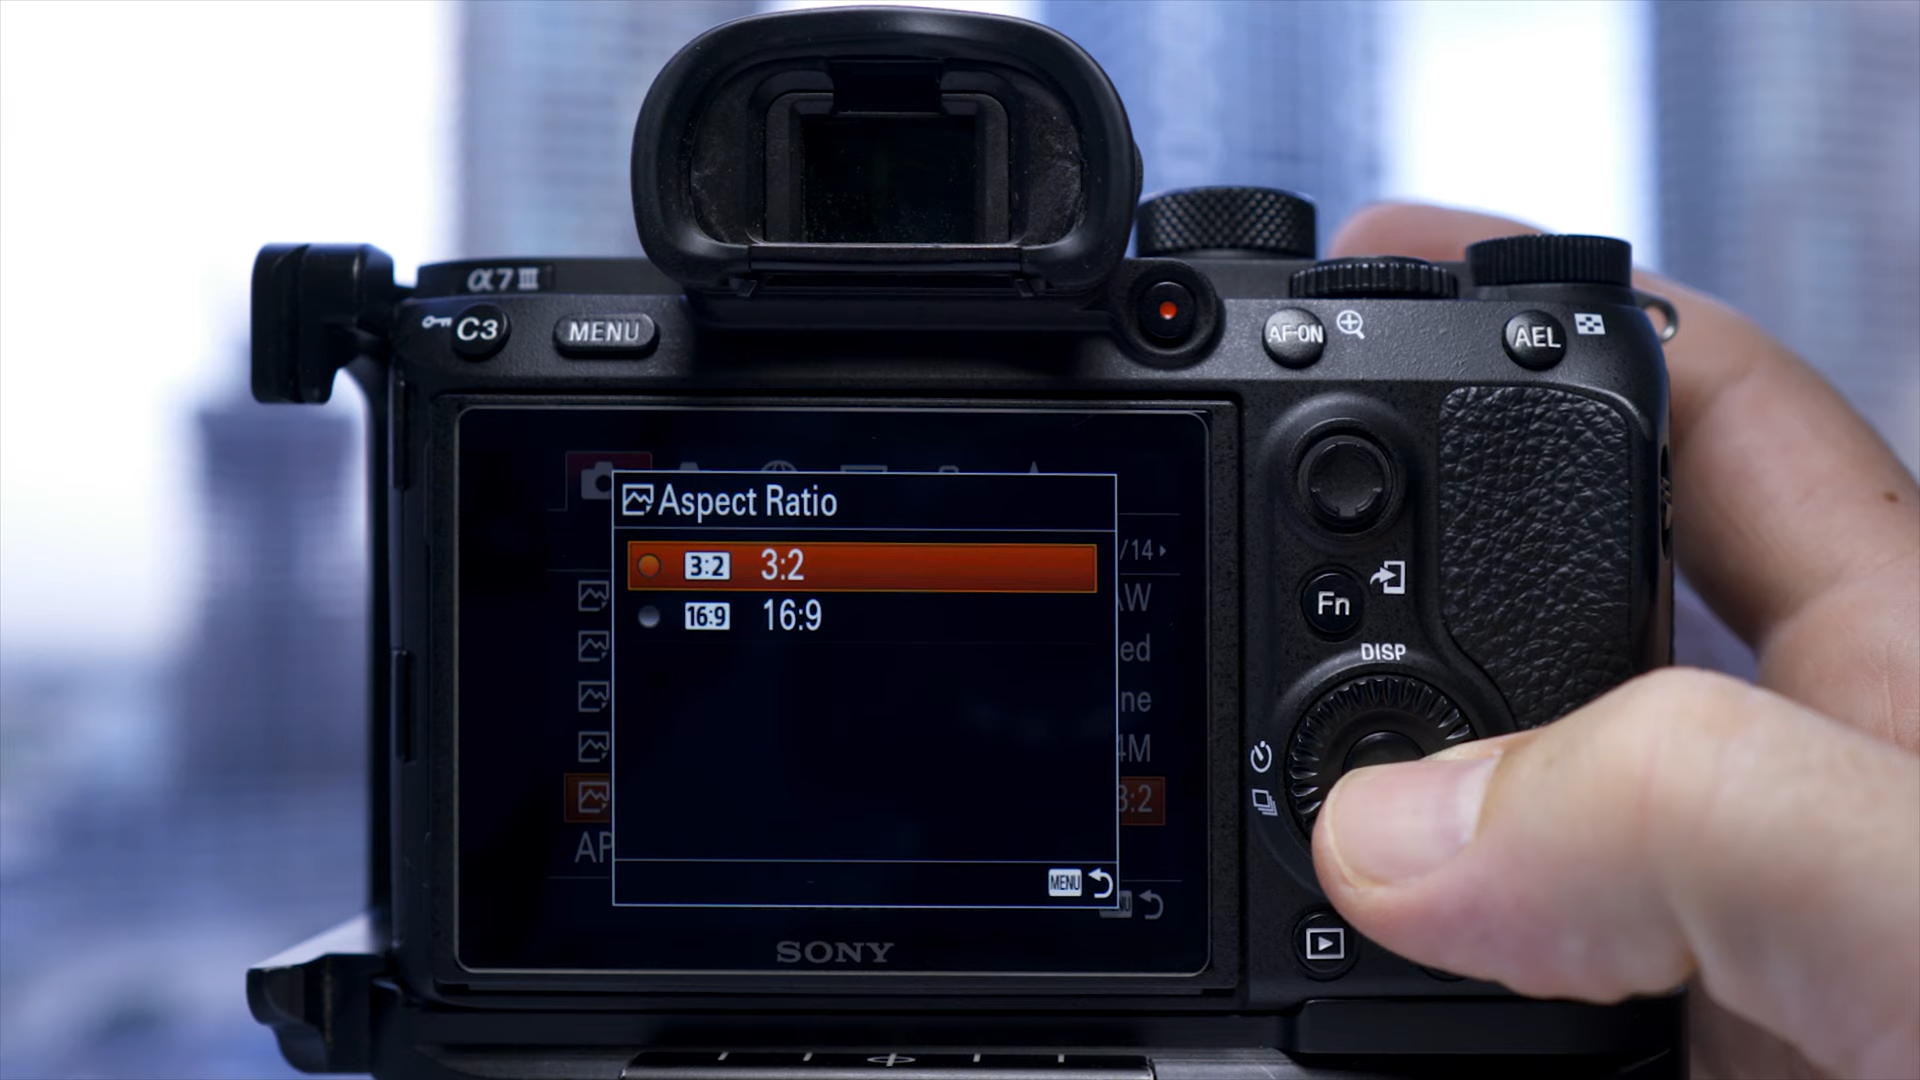 α7III
C3
MENU
AF-ON
AEL
Aspect Ratio
3:2 3:2
16:9 16:9
/14
ed
ne
4M
3:2
AP
MENU
SONY
Fn
DISP